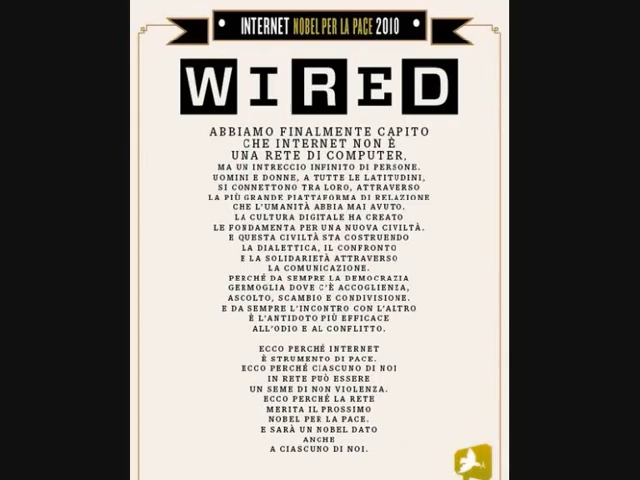 INTERNET NOBEL PER LA PACE 2010
WIRED
ABBIAMO FINALMENTE CAPITO
CHE INTERNET NON È
UNA RETE DI COMPUTER,
MA UN INTRECCIO INFINITO DI PERSONE.
UOMINI E DONNE, A TUTTE LE LATITUDINI,
SI CONNETTONO TRA LORO, ATTRAVERSO
LA PIÙ GRANDE PIATTAFORMA DI RELAZIONE
CHE L'UMANITÀ ABBIA MAI AVUTO.
LA CULTURA DIGITALE HA CREATO
LE FONDAMENTA PER UNA NUOVA CIVILTÀ.
E QUESTA CIVILTÀ STA COSTRUENDO
LA DIALETTICA, IL CONFRONTO
E LA SOLIDARIETÀ ATTRAVERSO
LA COMUNICAZIONE.
PERCHÉ DA SEMPRE LA DEMOCRAZIA
GERMOGLIA DOVE C'È ACCOGLIENZA,
ASCOLTO, SCAMBIO E CONDIVISIONE.
E DA SEMPRE L'INCONTRO CON L'ALTRO
È L'ANTIDOTO PIÙ EFFICACE
ALL'ODIO E AL CONFLITTO.
ECCO PERCHÉ INTERNET
È STRUMENTO DI PACE.
ECCO PERCHÉ CIASCUNO DI NOI
IN RETE PUÒ ESSERE
UN SEME DI NON VIOLENZA.
ECCO PERCHÉ LA RETE
MERITA IL PROSSIMO
NOBEL PER LA PACE.
E SARÀ UN NOBEL DATO
ANCHE
A CIASCUNO DI NOI.